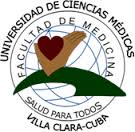 UNIVERSIDAD DE CIENCIAS MÉDICAS
FACULTAD DE MEDICINA
SALUD PARA TODOS
VILLA CLARA-CUBA